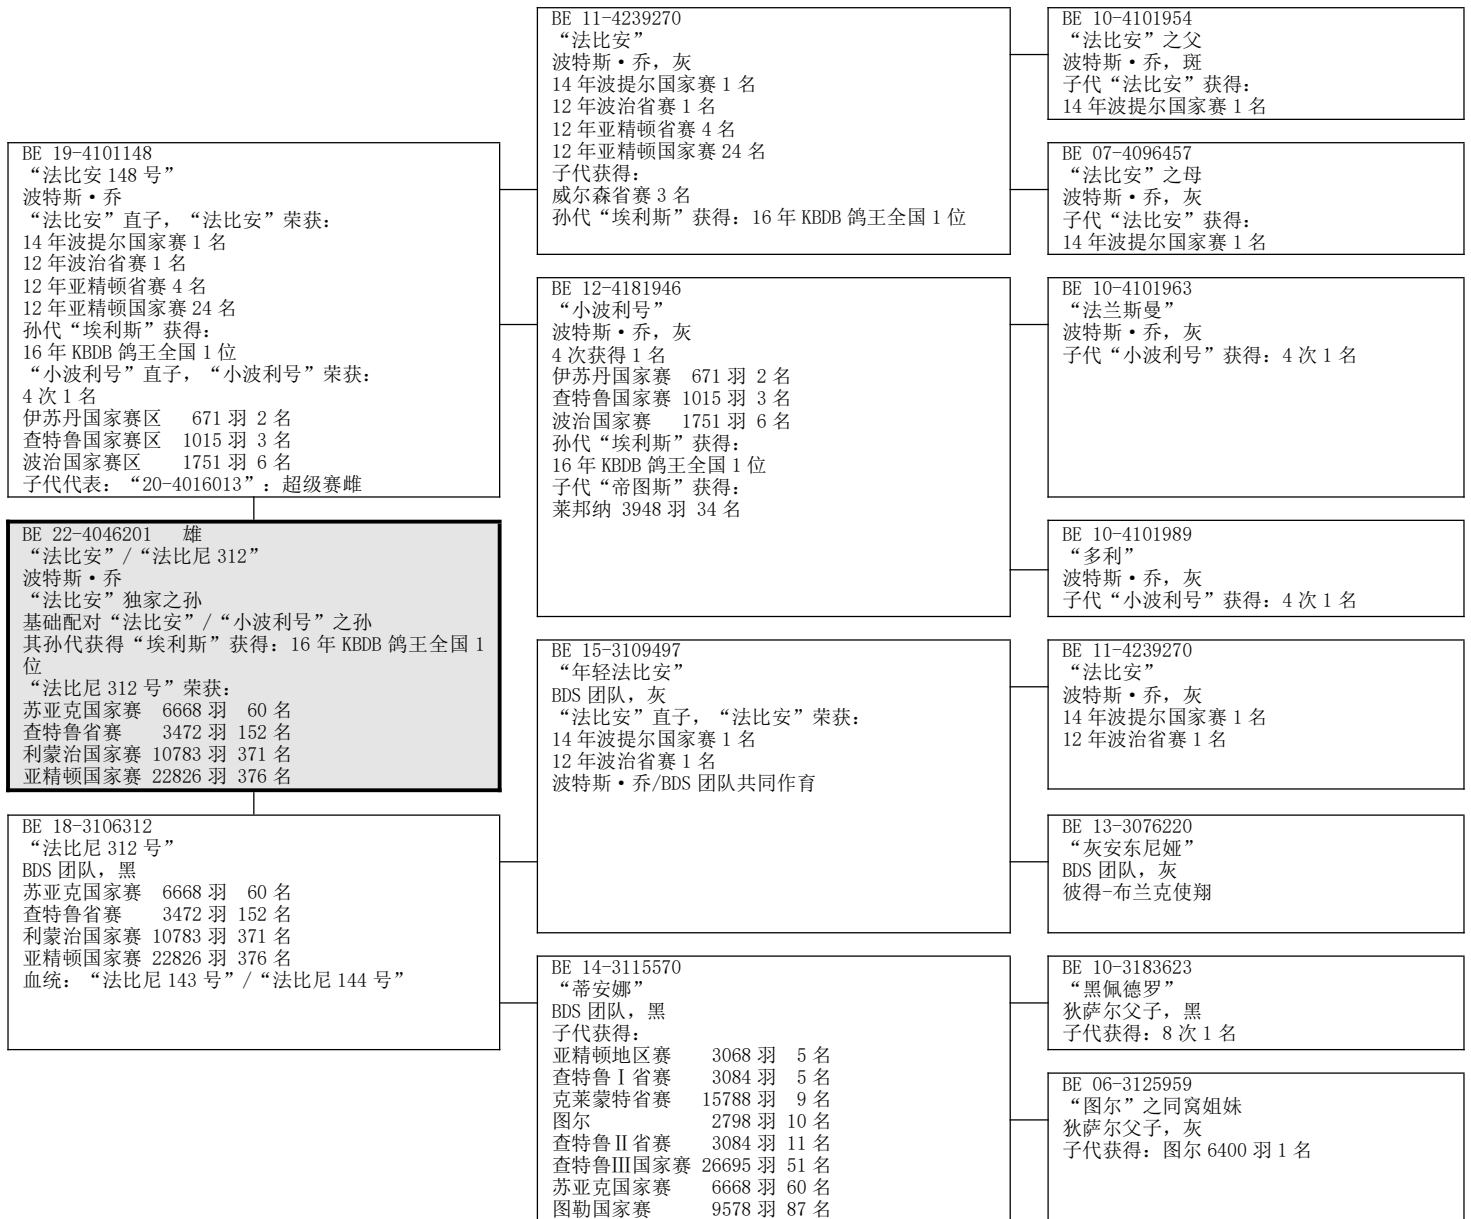 BE 19-4101148
“法比安 148 号”
波特斯•乔
“法比安”直子，“法比安”荣获：
14 年波提尔国家赛 1 名
12 年波治省赛 1 名
12 年亚精顿省赛 4 名
12 年亚精顿国家赛 24 名
孙代“埃利斯”获得：
16 年 KBDB 鸽王全国 1 位
“小波利号”直子，“小波利号”荣获：
4 次 1 名
伊苏丹国家赛区 671 羽 2 名
查特鲁国家赛区 1015 羽 3 名
波治国家赛区 1751 羽 6 名
子代代表：“20-4016013”：超级赛雌
BE 22-4046201 雄
“法比安”/“法比尼 312”
波特斯•乔
“法比安”独家之孙
基础配对“法比安”/“小波利号”之孙
其孙代获得“埃利斯”获得：16 年 KBDB 鸽王全国 1
位
“法比尼 312 号”荣获：
苏亚克国家赛 6668 羽 60 名
查特鲁省赛 3472 羽 152 名
利蒙治国家赛 10783 羽 371 名
亚精顿国家赛 22826 羽 376 名
BE 18-3106312
“法比尼 312 号”
BDS 团队，黑
苏亚克国家赛 6668 羽 60 名
查特鲁省赛 3472 羽 152 名
利蒙治国家赛 10783 羽 371 名
亚精顿国家赛 22826 羽 376 名
血统：“法比尼 143 号”/“法比尼 144 号”
BE 11-4239270
“法比安”
波特斯•乔，灰
14 年波提尔国家赛 1 名
12 年波治省赛 1 名
12 年亚精顿省赛 4 名
12 年亚精顿国家赛 24 名
子代获得：
威尔森省赛 3 名
孙代“埃利斯”获得：16 年 KBDB 鸽王全国 1 位
BE 12-4181946
“小波利号”
波特斯•乔，灰
4 次获得 1 名
伊苏丹国家赛 671 羽 2 名
查特鲁国家赛 1015 羽 3 名
波治国家赛 1751 羽 6 名
孙代“埃利斯”获得：
16 年 KBDB 鸽王全国 1 位
子代“帝图斯”获得：
莱邦纳 3948 羽 34 名
BE 15-3109497
“年轻法比安”
BDS 团队，灰
“法比安”直子，“法比安”荣获：
14 年波提尔国家赛 1 名
12 年波治省赛 1 名
波特斯•乔/BDS 团队共同作育
BE 14-3115570
“蒂安娜”
BDS 团队，黑
子代获得：
亚精顿地区赛 3068 羽 5 名
查特鲁Ⅰ省赛 3084 羽 5 名
克莱蒙特省赛 15788 羽 9 名
图尔 2798 羽 10 名
查特鲁Ⅱ省赛 3084 羽 11 名
查特鲁Ⅲ国家赛 26695 羽 51 名
苏亚克国家赛 6668 羽 60 名
图勒国家赛 9578 羽 87 名
BE 10-4101954
“法比安”之父
波特斯•乔，斑
子代“法比安”获得：
14 年波提尔国家赛 1 名
BE 07-4096457
“法比安”之母
波特斯•乔，灰
子代“法比安”获得：
14 年波提尔国家赛 1 名
BE 10-4101963
“法兰斯曼”
波特斯•乔，灰
子代“小波利号”获得：4 次 1 名
BE 10-4101989
“多利”
波特斯•乔，灰
子代“小波利号”获得：4 次 1 名
BE 11-4239270
“法比安”
波特斯•乔，灰
14 年波提尔国家赛 1 名
12 年波治省赛 1 名
BE 13-3076220
“灰安东尼娅”
BDS 团队，灰
彼得-布兰克使翔
BE 10-3183623
“黑佩德罗”
狄萨尔父子，黑
子代获得：8 次 1 名
BE 06-3125959
“图尔”之同窝姐妹
狄萨尔父子，灰
子代获得：图尔 6400 羽 1 名